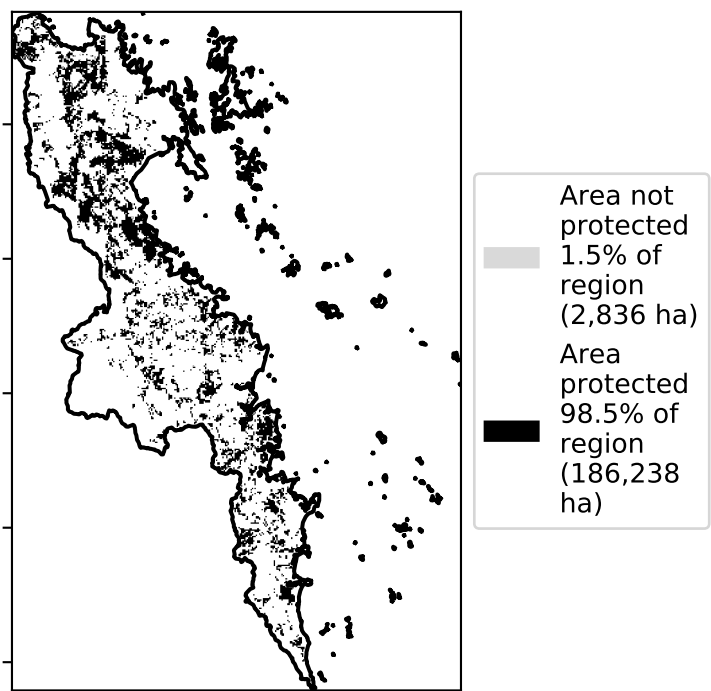 Area not
protected
1.5% of
region
(2,836 ha)
Area
protected
98.5% of
region
(186,238
ha)